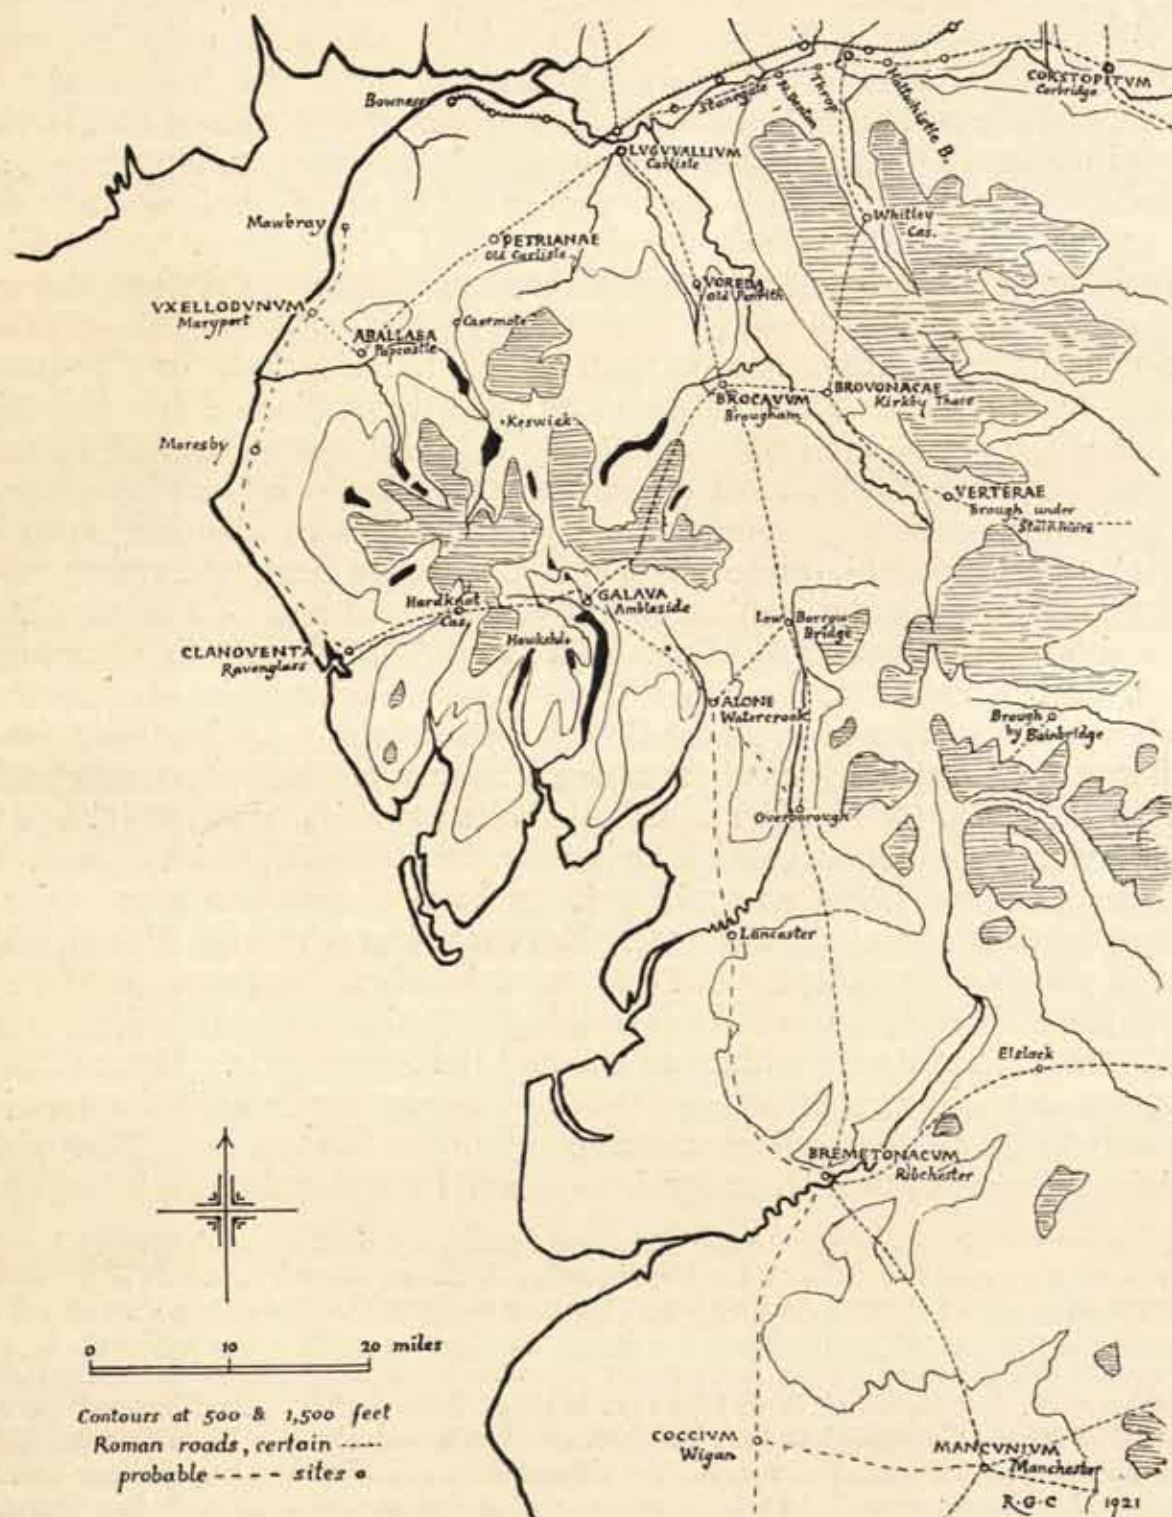 CORSTOPITVM
Corbridge
Bowness
Stanegate
N. Benton
Throp
Haltwhistle B.
LVGVVALLIVM
Carlisle
Whitley
Cas.
Mawbray
PETRIANAE
Old Carlisle
VOREDA
Old Penrith
VXELLODVNVM
Maryport
ABALLABA
Papcastle
Caermote
BROCAVVM
Brougham
BROVONACAE
Kirkby Thore
Keswick
Moresby
VERTERAE
Brough under
Stainmore
Hardknot
Cas.
GALAVA
Ambleside
Low Borrow
Bridge
Hawkshd.
CLANOVENTA
Ravenglass
ALONE
Watercrook
Brough
by Bainbridge
Overborough
Lancaster
Elslack
BREMETONACVM
Ribchester
0 10 20 miles
Contours at 500 & 1,500 feet
Roman roads, certain -----
probable ---- sites o
COCCIVM
Wigan
MANCVNIVM
Manchester
R.G.C 1921